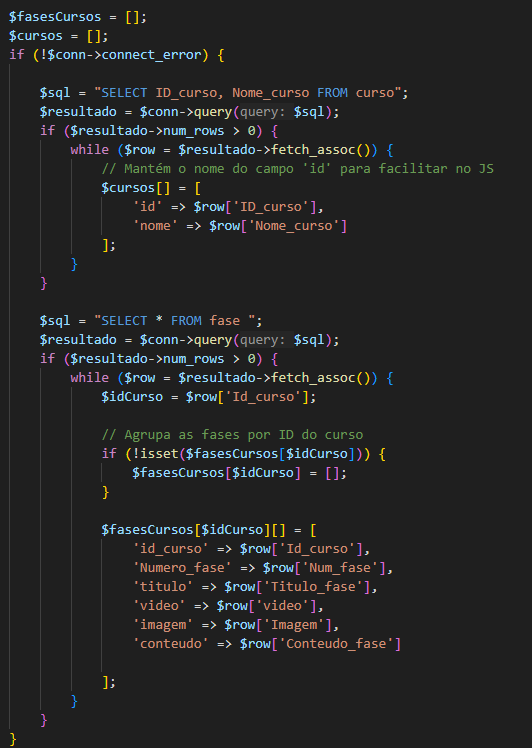 $fasesCursos = [];
$cursos = [];
if (!$conn->connect_error) {
$sql = "SELECT ID_curso, Nome_curso FROM curso";
$resultado = $conn->query(query: $sql);
if ($resultado->num_rows > 0) {
while ($row = $resultado->fetch_assoc()) {
// Mantém o nome do campo 'id' para facilitar no JS
$cursos[] = [
'id' => $row['ID_curso'],
'nome' => $row['Nome_curso']
];
}
}
$sql = "SELECT * FROM fase ";
$resultado = $conn->query(query: $sql);
if ($resultado->num_rows > 0) {
while ($row = $resultado->fetch_assoc()) {
$idCurso = $row['Id_curso'];
// Agrupa as fases por ID do curso
if (!isset($fasesCursos[$idCurso])) {
$fasesCursos[$idCurso] = [];
}
$fasesCursos[$idCurso][] = [
'id_curso' => $row['Id_curso'],
'Numero_fase' => $row['Num_fase'],
'titulo' => $row['Titulo_fase'],
'video' => $row['video'],
'imagem' => $row['Imagem'],
'conteudo' => $row['Conteudo_fase']
];
}
}
}